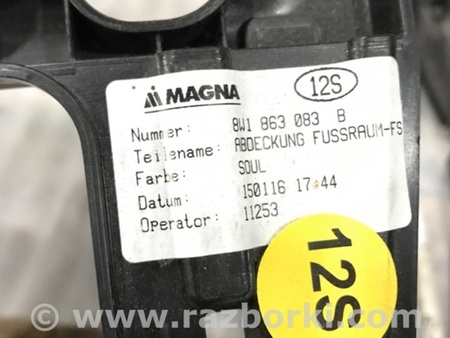 MAGNA 12S
Nummer: 8W1 863 083 B
Teilename: ABDECKUNG FUSSRAUM-FS
Farbe: SOUL
Datum: 150116 17:44
Operator: 11253
12S
www.razborki.com